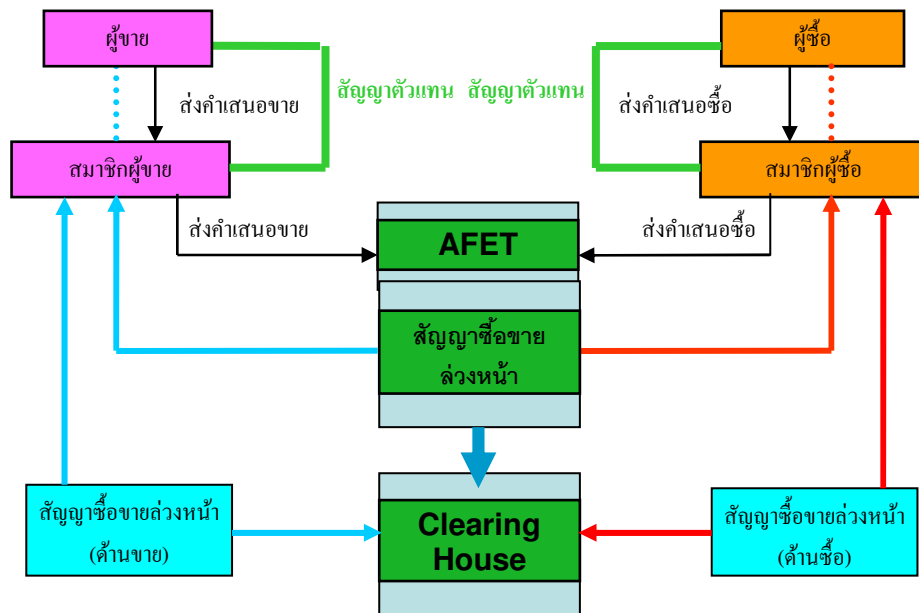 ผู้ขาย
ผู้ซื้อ
สัญญาตัวแทน สัญญาตัวแทน
ส่งคำเสนอขาย
ส่งคำเสนอซื้อ
สมาชิกผู้ขาย
สมาชิกผู้ซื้อ
ส่งคำเสนอขาย
ส่งคำเสนอซื้อ
AFET
สัญญาซื้อขาย
ล่วงหน้า
สัญญาซื้อขายล่วงหน้า
(ด้านขาย)
Clearing
House
สัญญาซื้อขายล่วงหน้า
(ด้านซื้อ)